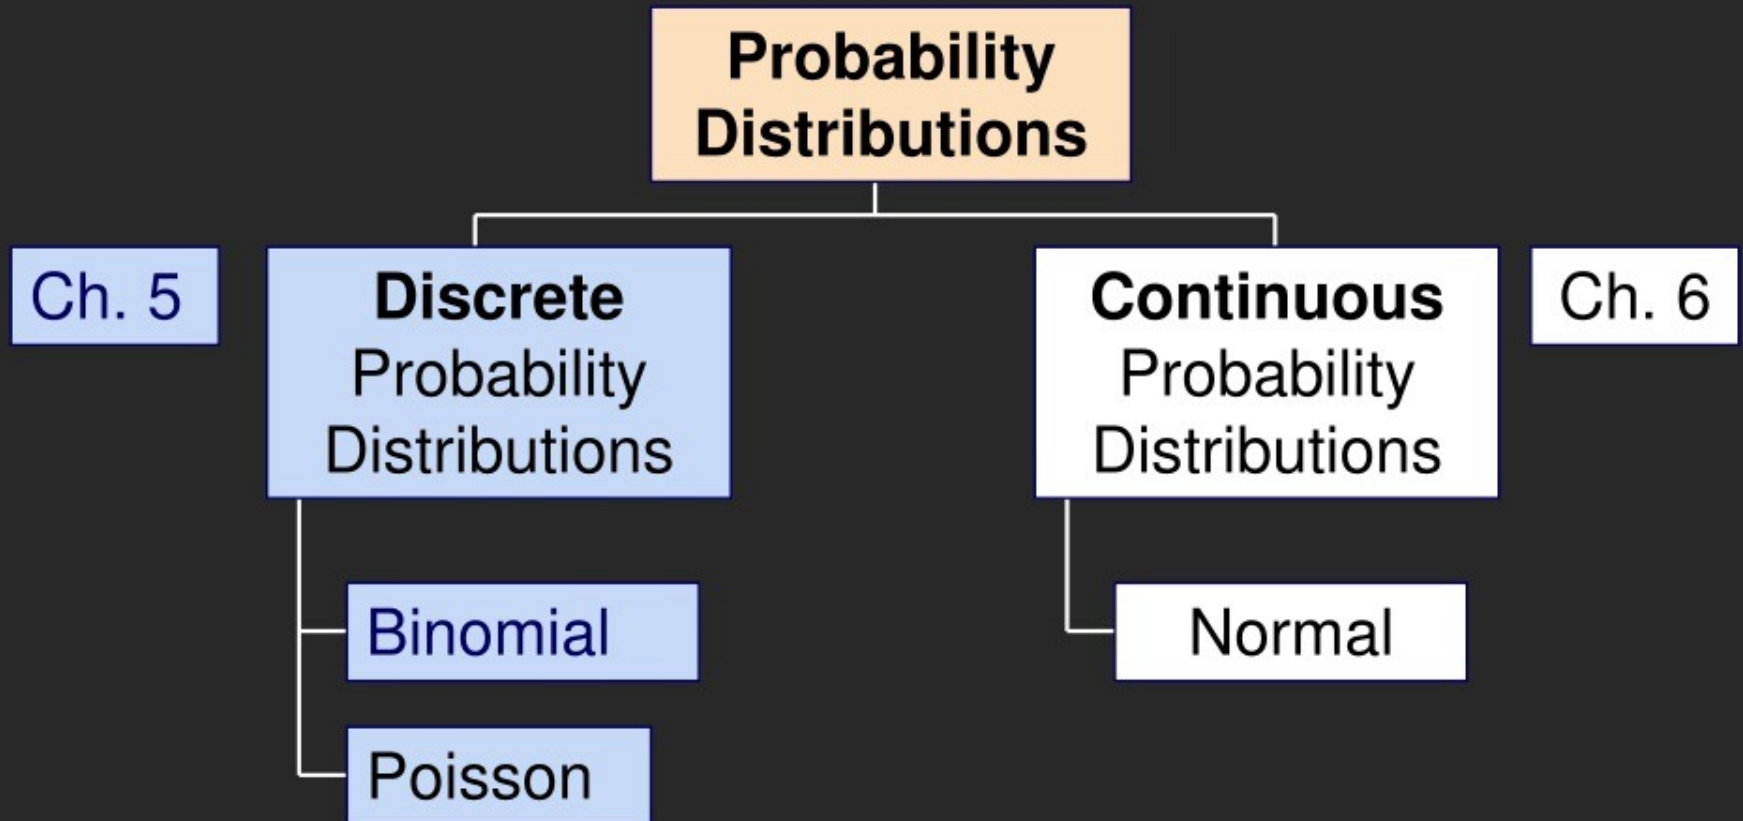 Probability
Distributions
Ch. 5
Discrete
Probability
Distributions
Continuous
Probability
Distributions
Ch. 6
Binomial
Normal
Poisson